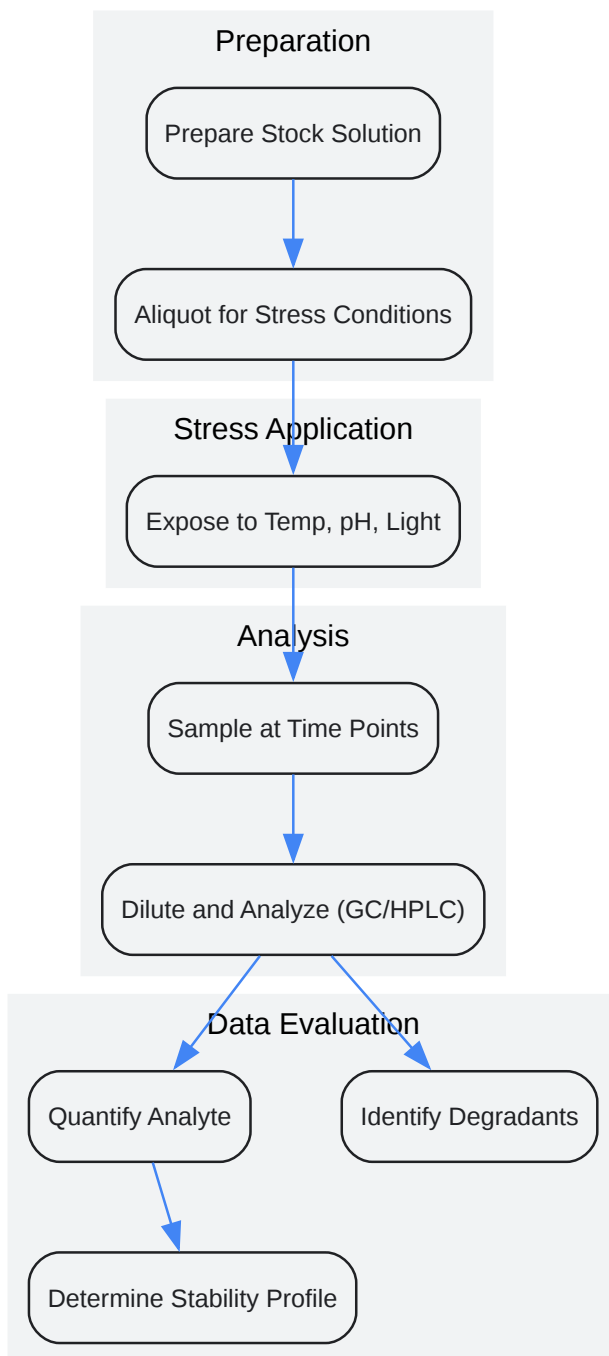 Preparation
Prepare Stock Solution
Aliquot for Stress Conditions
Stress Application
Expose to Temp, pH, Light
Analysis
Sample at Time Points
Dilute and Analyze (GC/HPLC)
Data Evaluation
Quantify Analyte
Identify Degradants
Determine Stability Profile